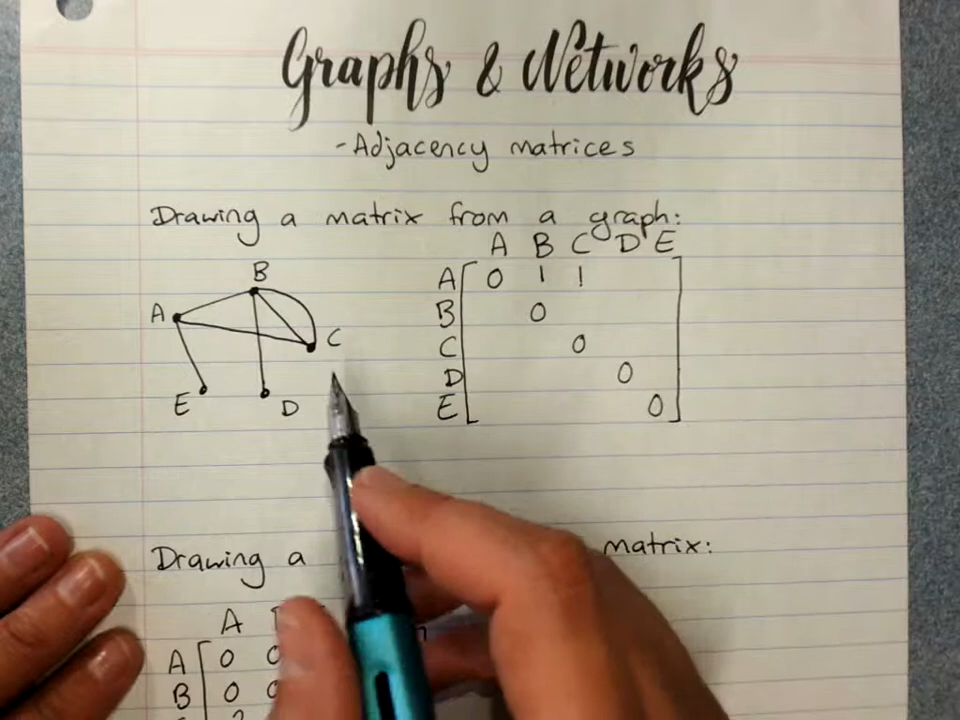 Graphs & Networks
-Adjacency matrices
Drawing a matrix from a graph:
A B C D E
A 0 1 1
B 0
C 0
D 0
E 0
B
A
C
E D
Drawing a matrix:
A
A 0 0
B 0 0